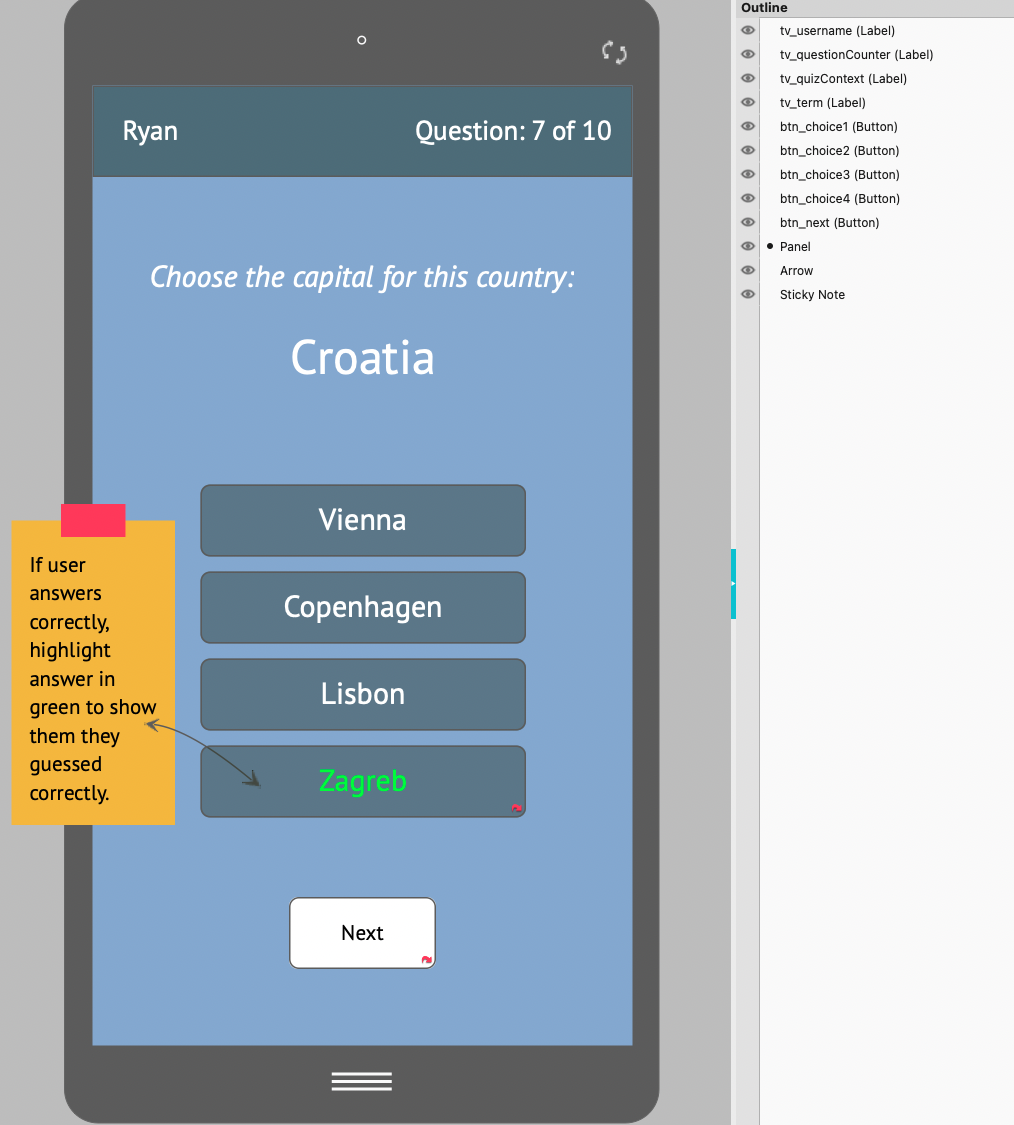 Ryan
Question: 7 of 10
Choose the capital for this country:
Croatia
Vienna
Copenhagen
Lisbon
Zagreb
Next
If user
answers
correctly,
highlight
answer in
green to show
them they
guessed
correctly.
Outline
tv_username (Label)
tv_questionCounter (Label)
tv_quizContext (Label)
tv_term (Label)
btn_choice1 (Button)
btn_choice2 (Button)
btn_choice3 (Button)
btn_choice4 (Button)
btn_next (Button)
Panel
Arrow
Sticky Note